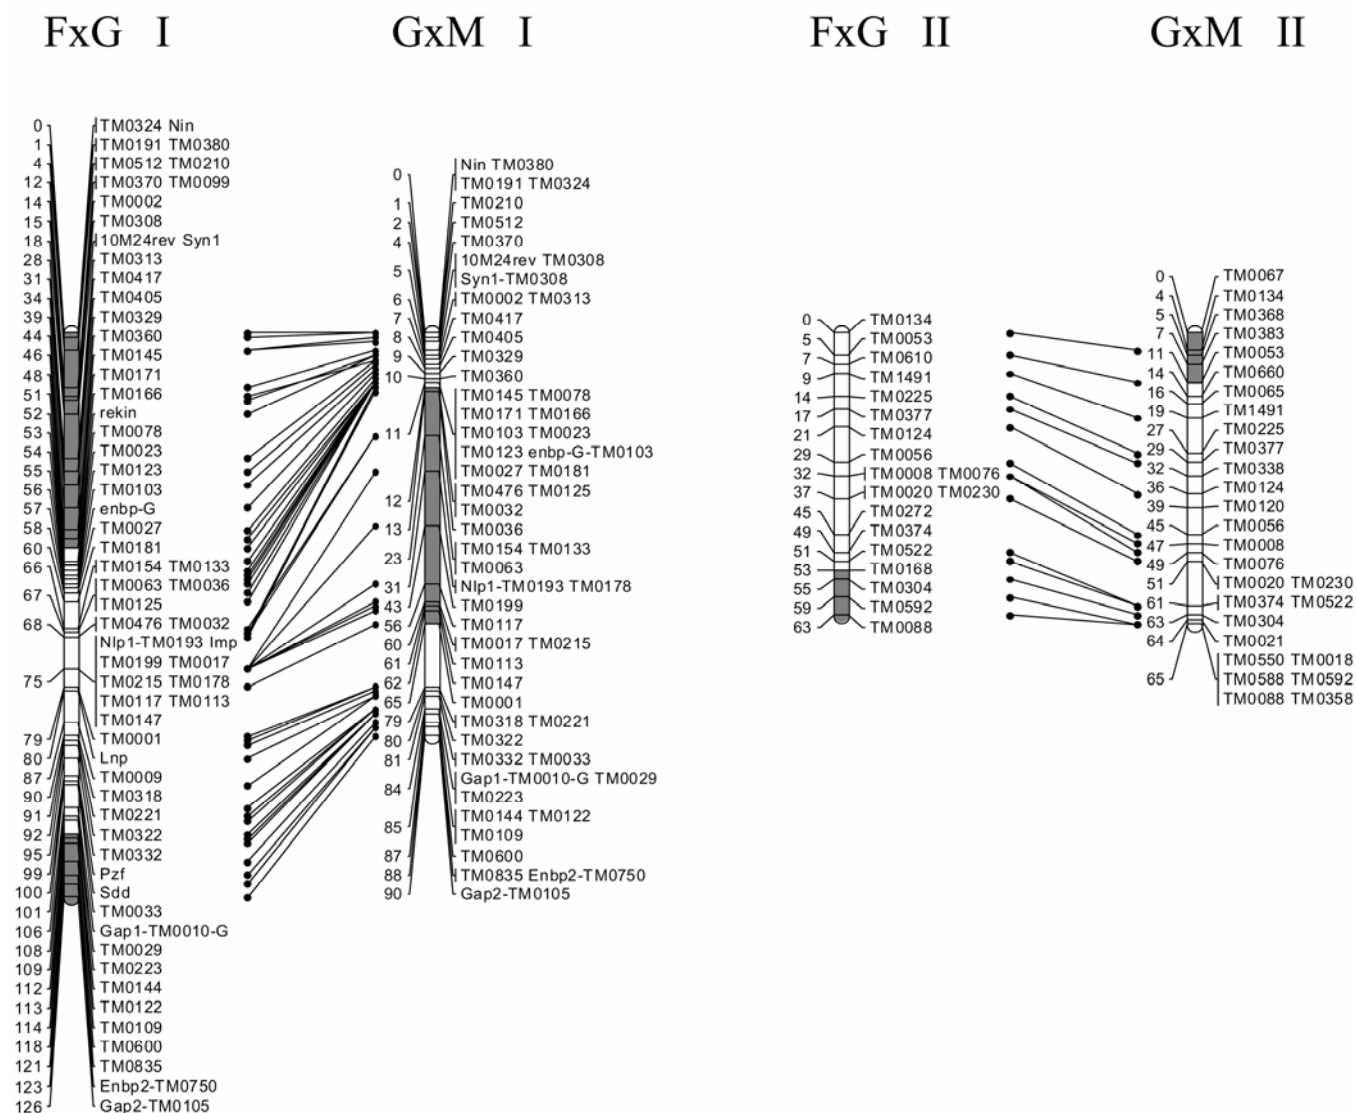 FxG I
GxM I
FxG II
GxM II
0 TM0324 Nin
1 TM0191 TM0380
4 TM0512 TM0210
12 TM0370 TM0099
14 TM0002
15 TM0308
18 10M24rev Syn1
28 TM0313
31 TM0417
34 TM0405
39 TM0329
44 TM0360
46 TM0145
48 TM0171
51 TM0166
52 rekin
53 TM0078
54 TM0023
55 TM0123
56 TM0103
57 enbp-G
58 TM0027
60 TM0181
66 TM0154 TM0133
TM0063 TM0036
67 TM0125
68 TM0476 TM0032
Nlp1-TM0193 Imp
TM0199 TM0017
75 TM0215 TM0178
TM0117 TM0113
TM0147
79 TM0001
80 Lnp
87 TM0009
90 TM0318
91 TM0221
92 TM0322
95 TM0332
99 Pzf
100 Sdd
101 TM0033
106 Gap1-TM0010-G
108 TM0029
109 TM0223
112 TM0144
113 TM0122
114 TM0109
118 TM0600
121 TM0835
123 Enbp2-TM0750
126 Gap2-TM0105
Nin TM0380
0 TM0191 TM0324
1 TM0210
2 TM0512
4 TM0370
10M24rev TM0308
5 Syn1-TM0308
6 TM0002 TM0313
7 TM0417
8 TM0405
9 TM0329
10 TM0360
TM0145 TM0078
TM0171 TM0166
11 TM0103 TM0023
TM0123 enbp-G-TM0103
TM0027 TM0181
12 TM0476 TM0125
TM0032
13 TM0036
23 TM0154 TM0133
TM0063
31 Nlp1-TM0193 TM0178
43 TM0199
56 TM0117
60 TM0017 TM0215
61 TM0113
62 TM0147
65 TM0001
79 TM0318 TM0221
80 TM0322
81 TM0332 TM0033
Gap1-TM0010-G TM0029
84 TM0223
TM0144 TM0122
85 TM0109
87 TM0600
88 TM0835 Enbp2-TM0750
90 Gap2-TM0105
0 TM0134
5 TM0053
7 TM0610
9 TM1491
14 TM0225
17 TM0377
21 TM0124
29 TM0056
32 TM0008 TM0076
37 TM0020 TM0230
45 TM0272
49 TM0374
51 TM0522
53 TM0168
55 TM0304
59 TM0592
63 TM0088
0 TM0067
4 TM0134
5 TM0368
7 TM0383
11 TM0053
14 TM0660
16 TM0065
19 TM1491
27 TM0225
29 TM0377
32 TM0338
36 TM0124
39 TM0120
45 TM0056
47 TM0008
49 TM0076
51 TM0020 TM0230
61 TM0374 TM0522
63 TM0304
64 TM0021
TM0550 TM0018
65 TM0588 TM0592
TM0088 TM0358